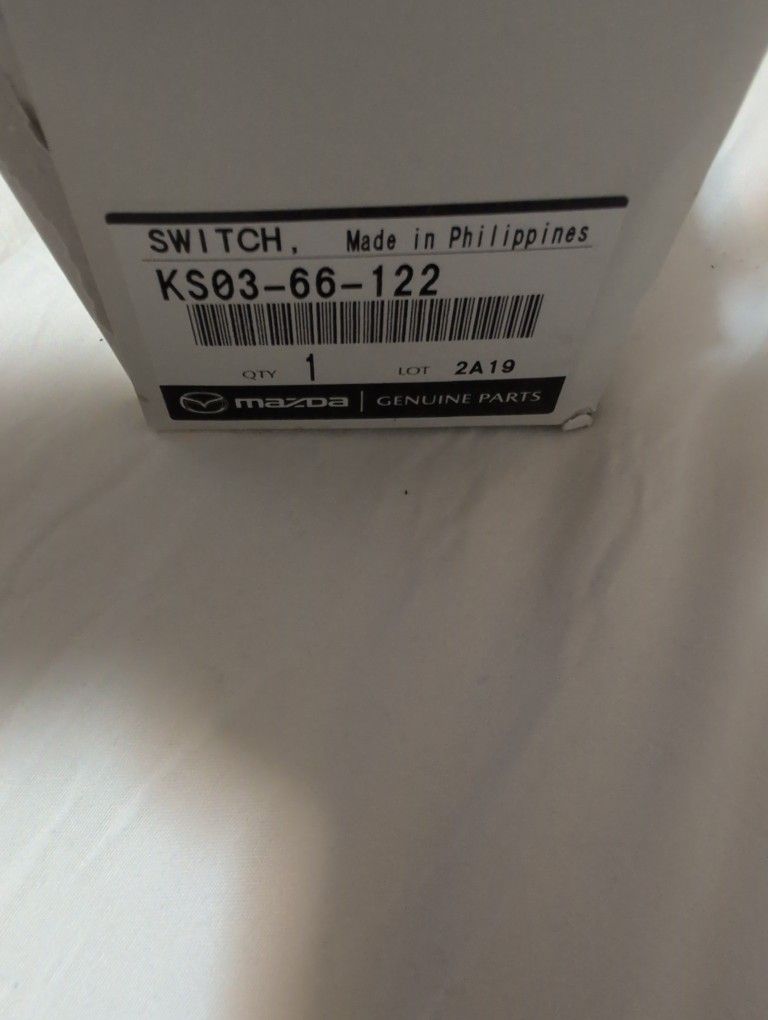 SWITCH, Made in Philippines
KS03-66-122
QTY 1 LOT 2A19
mazda | GENUINE PARTS